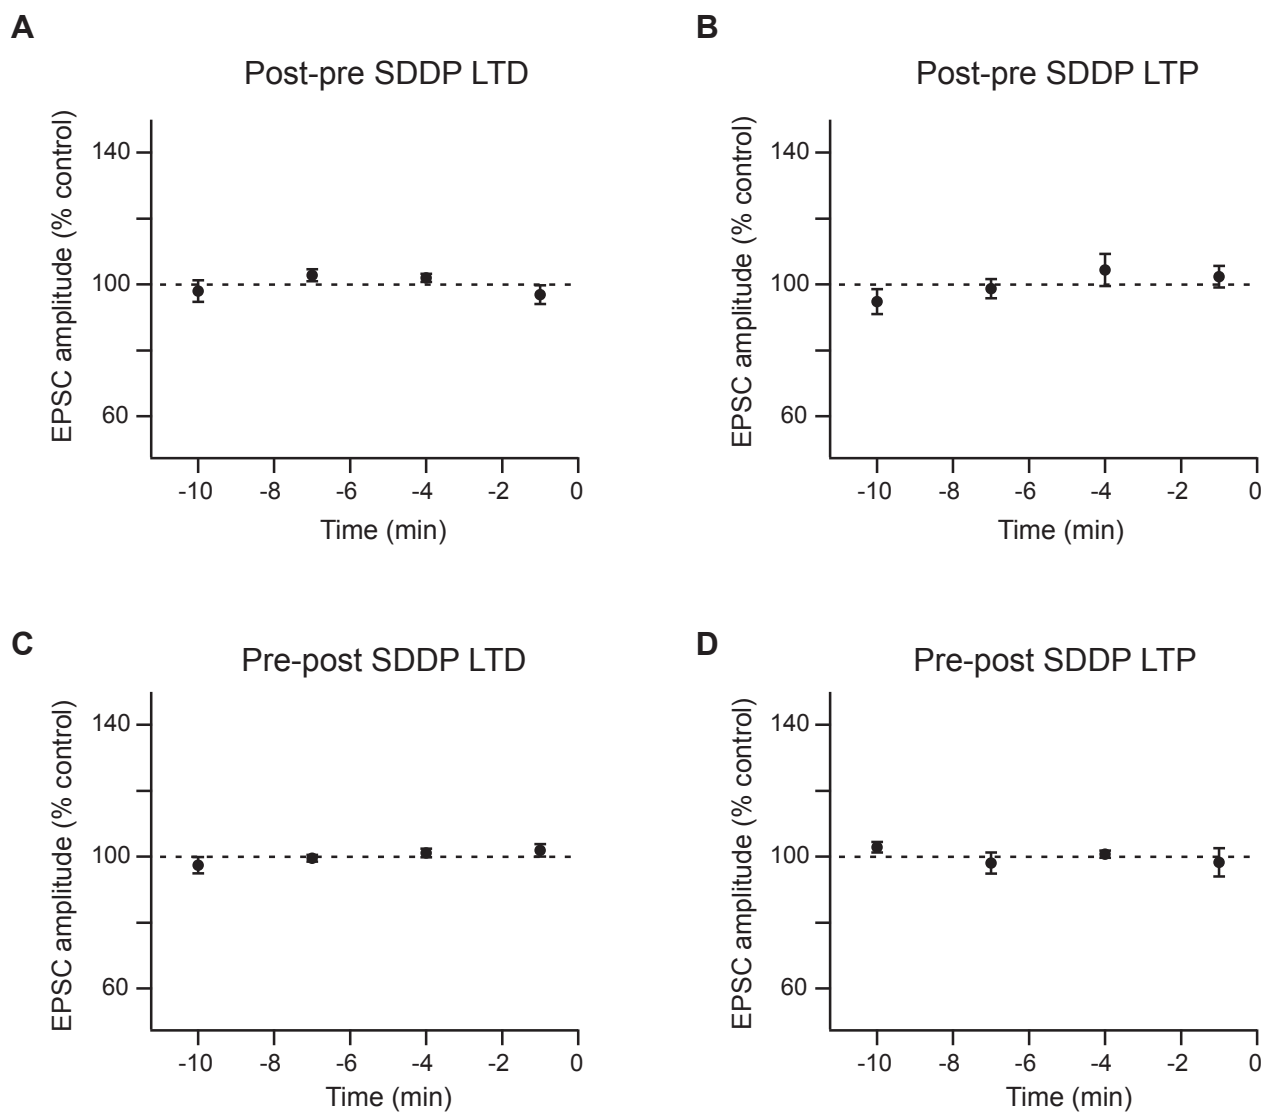 A
Post-pre SDDP LTD
EPSC amplitude (% control)
140
100
60
-10 -8 -6 -4 -2 0
Time (min)
B
Post-pre SDDP LTP
EPSC amplitude (% control)
140
100
60
-10 -8 -6 -4 -2 0
Time (min)
C
Pre-post SDDP LTD
EPSC amplitude (% control)
140
100
60
-10 -8 -6 -4 -2 0
Time (min)
D
Pre-post SDDP LTP
EPSC amplitude (% control)
140
100
60
-10 -8 -6 -4 -2 0
Time (min)